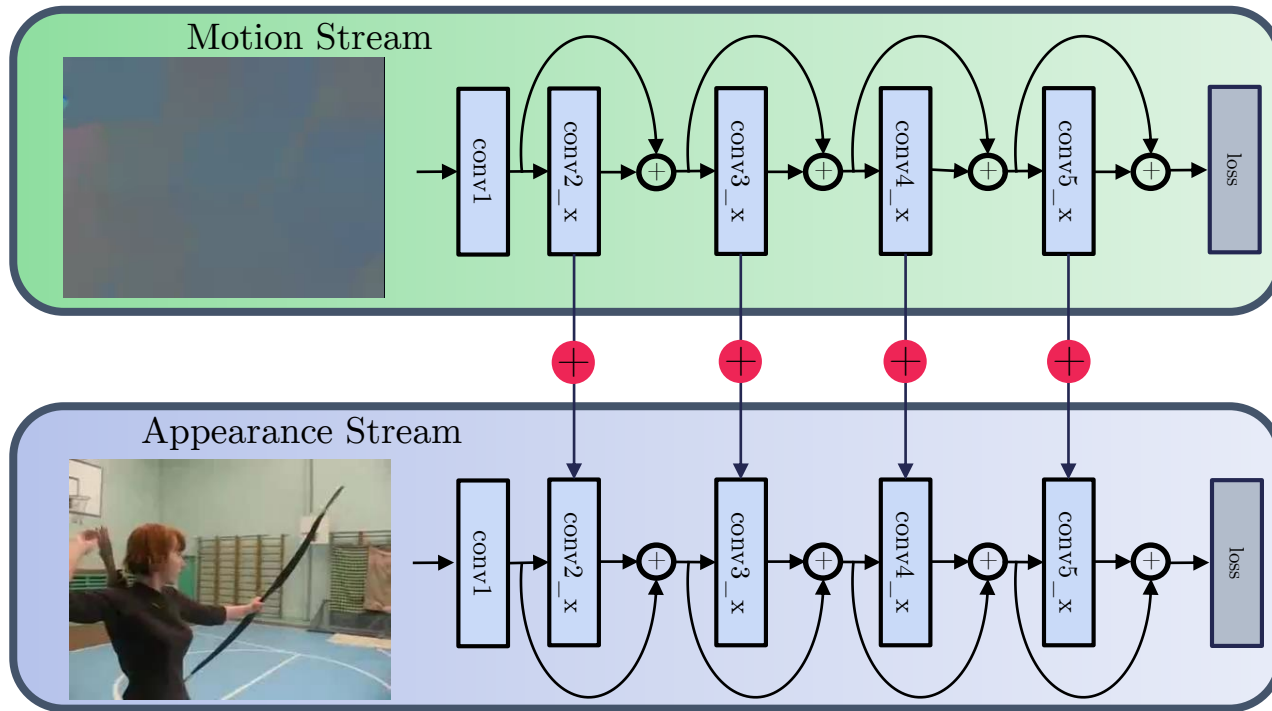 Motion Stream
conv1
conv2_x
+
conv3_x
+
conv4_x
+
conv5_x
+
loss
+
+
+
+
Appearance Stream
conv1
conv2_x
+
conv3_x
+
conv4_x
+
conv5_x
+
loss